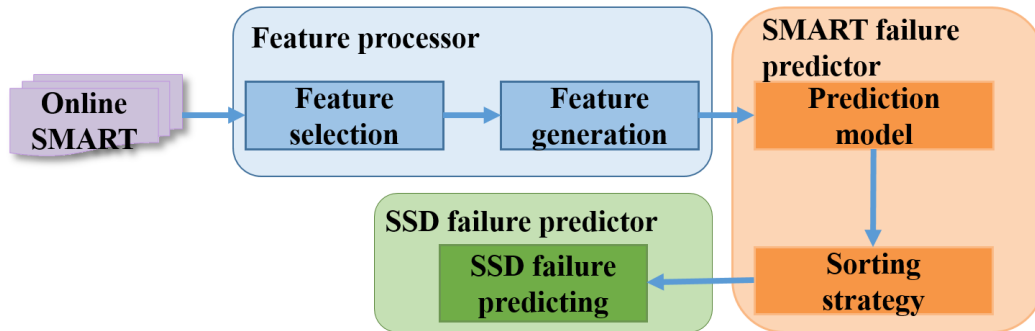 Online
SMART
Feature processor
Feature
selection
Feature
generation
SMART failure
predictor
Prediction
model
Sorting
strategy
SSD failure predictor
SSD failure
predicting